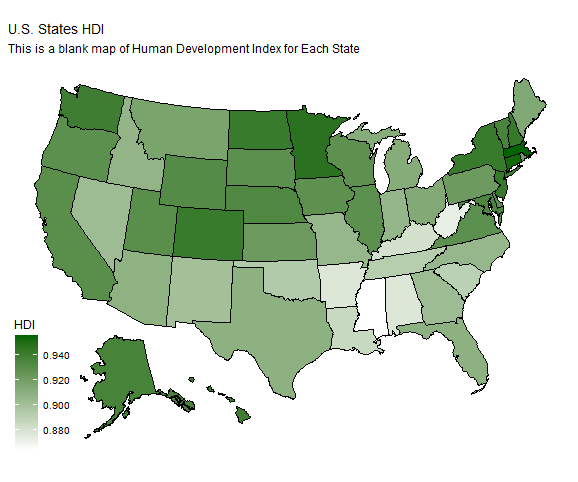 U.S. States HDI
This is a blank map of Human Development Index for Each State
HDI
0.940
0.920
0.900
0.880